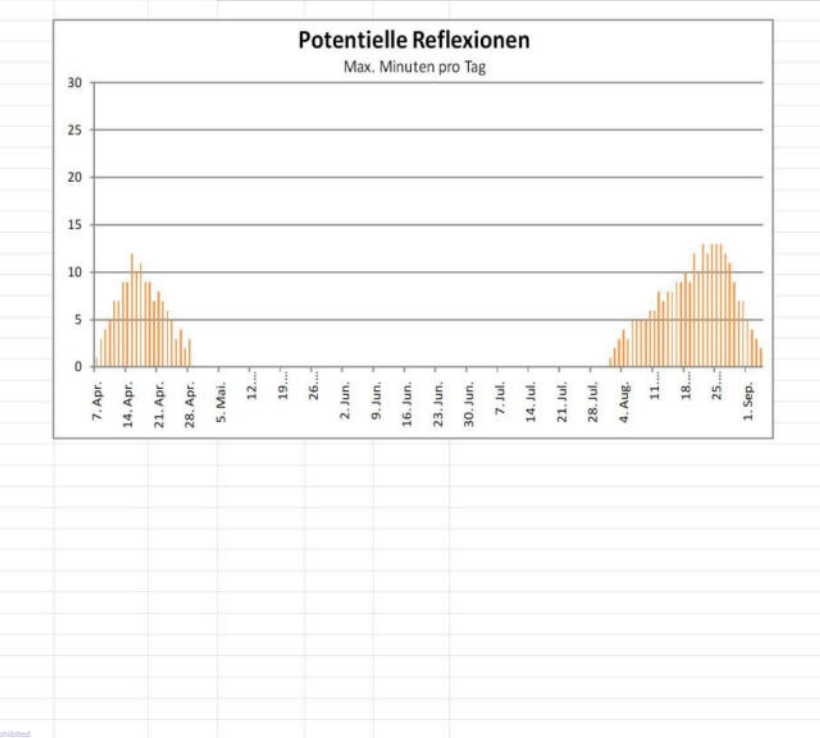 Potentielle Reflexionen
Max. Minuten pro Tag
30
25
20
15
10
5
0
7. Apr.
14. Apr.
21. Apr.
28. Apr.
5. Mai.
12....
19....
26....
2. Jun.
9. Jun.
16. Jun.
23. Jun.
30. Jun.
7. Jul.
14. Jul.
21. Jul.
28. Jul.
4. Aug.
11....
18....
25....
1. Sep.
ohibited